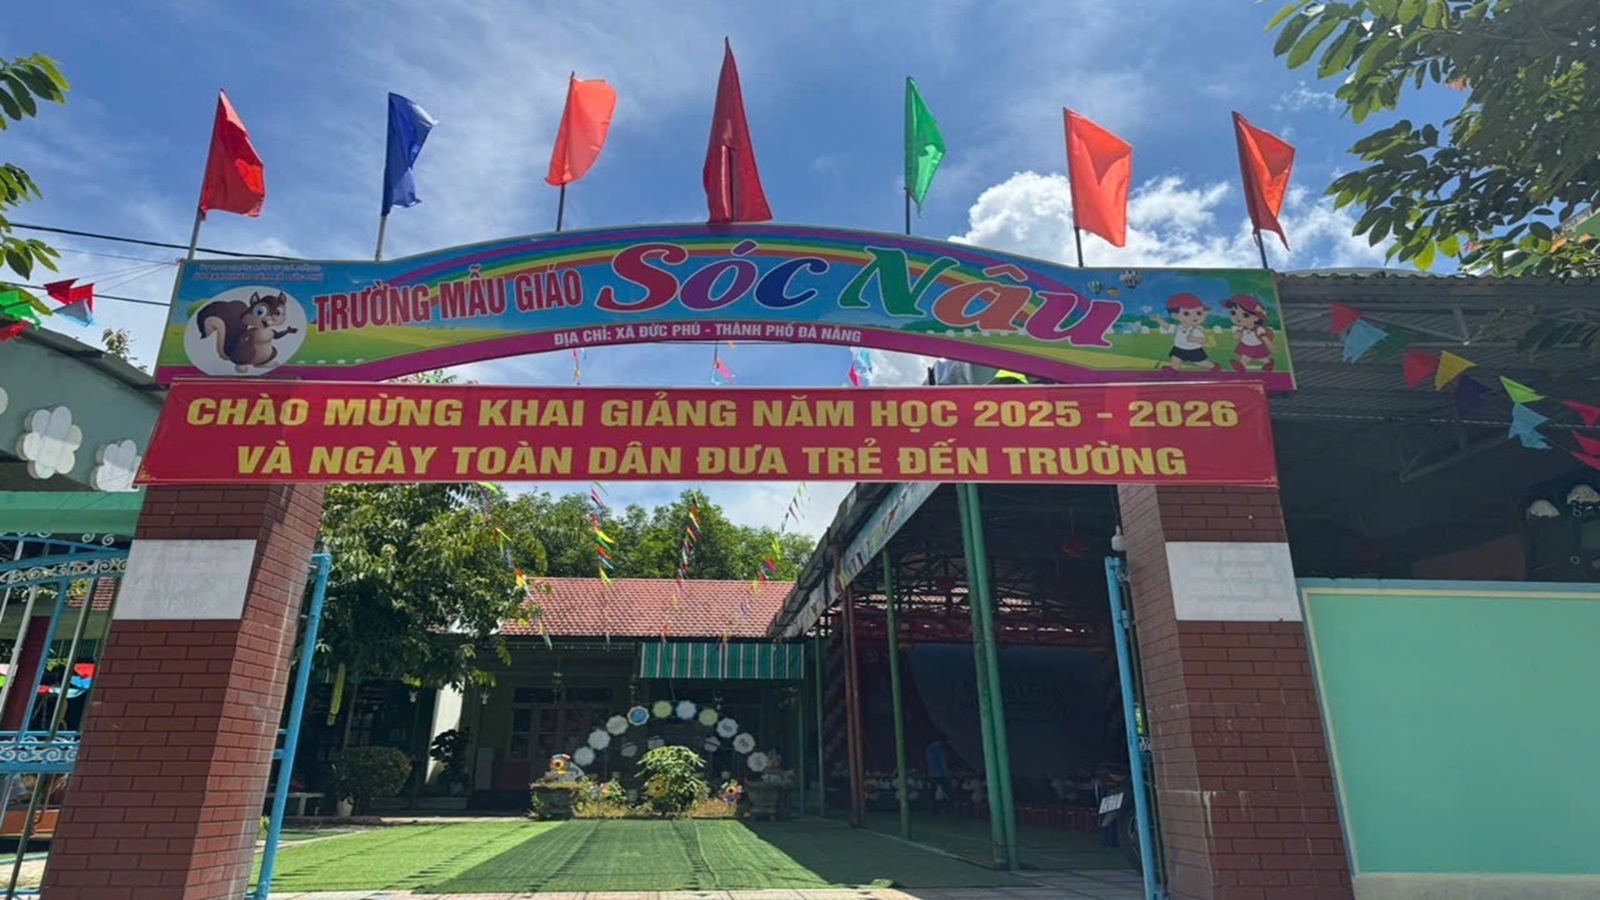 TRƯỜNG MẪU GIÁO Sóc Nâu
ĐỊA CHỈ: XÃ ĐỨC PHÚ - THÀNH PHỐ ĐÀ NẴNG
CHÀO MỪNG KHAI GIẢNG NĂM HỌC 2025 - 2026
VÀ NGÀY TOÀN DÂN ĐƯA TRẺ ĐẾN TRƯỜNG